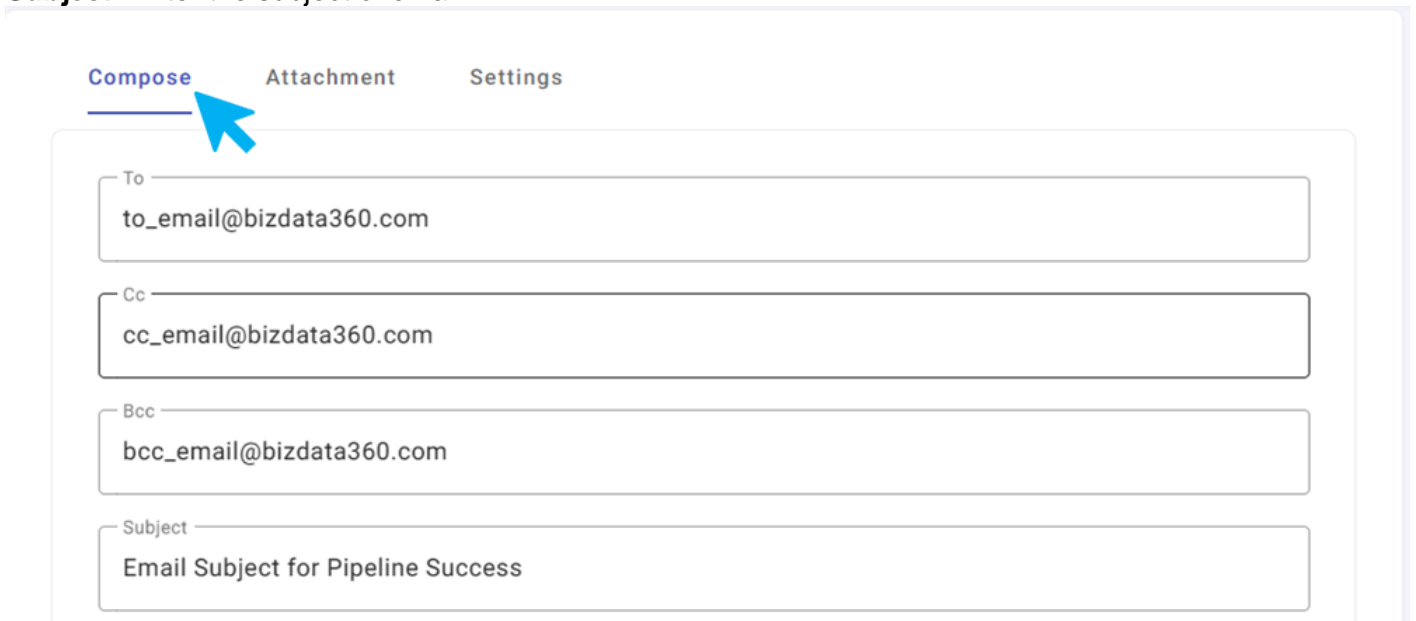 Compose Attachment Settings
To
to_email@bizdata360.com
Cc
cc_email@bizdata360.com
Bcc
bcc_email@bizdata360.com
Subject
Email Subject for Pipeline Success